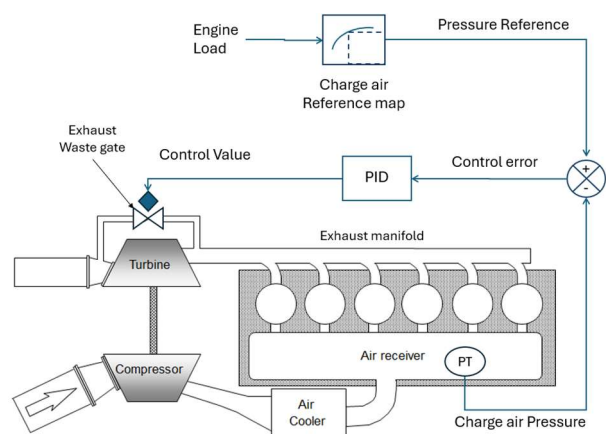 Engine
Load
Pressure Reference
Charge air
Reference map
Exhaust
Waste gate
Control Value
PID
Control error
+
-
Exhaust manifold
Turbine
Compressor
Air receiver
PT
Air
Cooler
Charge air Pressure